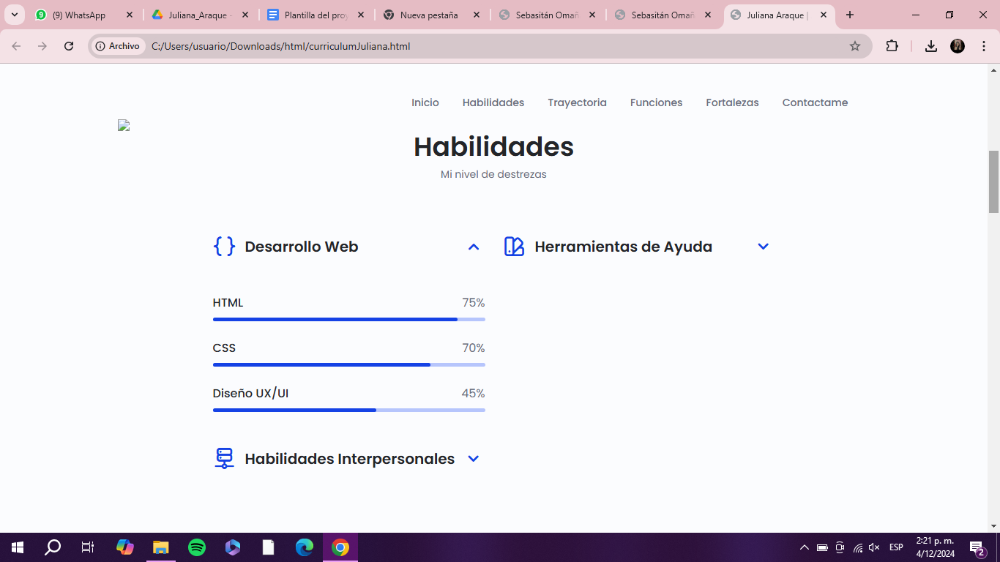 (9) WhatsApp
Juliana_Araque -
Plantilla del proy
Nueva pestaña
Sebasitán Omañ
Sebasitán Omañ
Juliana Araque |
Archivo
C:/Users/usuario/Downloads/html/curriculumJuliana.html
Inicio
Habilidades
Trayectoria
Funciones
Fortalezas
Contactame
Habilidades
Mi nivel de destrezas
Desarrollo Web
Herramientas de Ayuda
HTML 75%
CSS 70%
Diseño UX/UI 45%
Habilidades Interpersonales
ESP
2:21 p. m.
4/12/2024
2